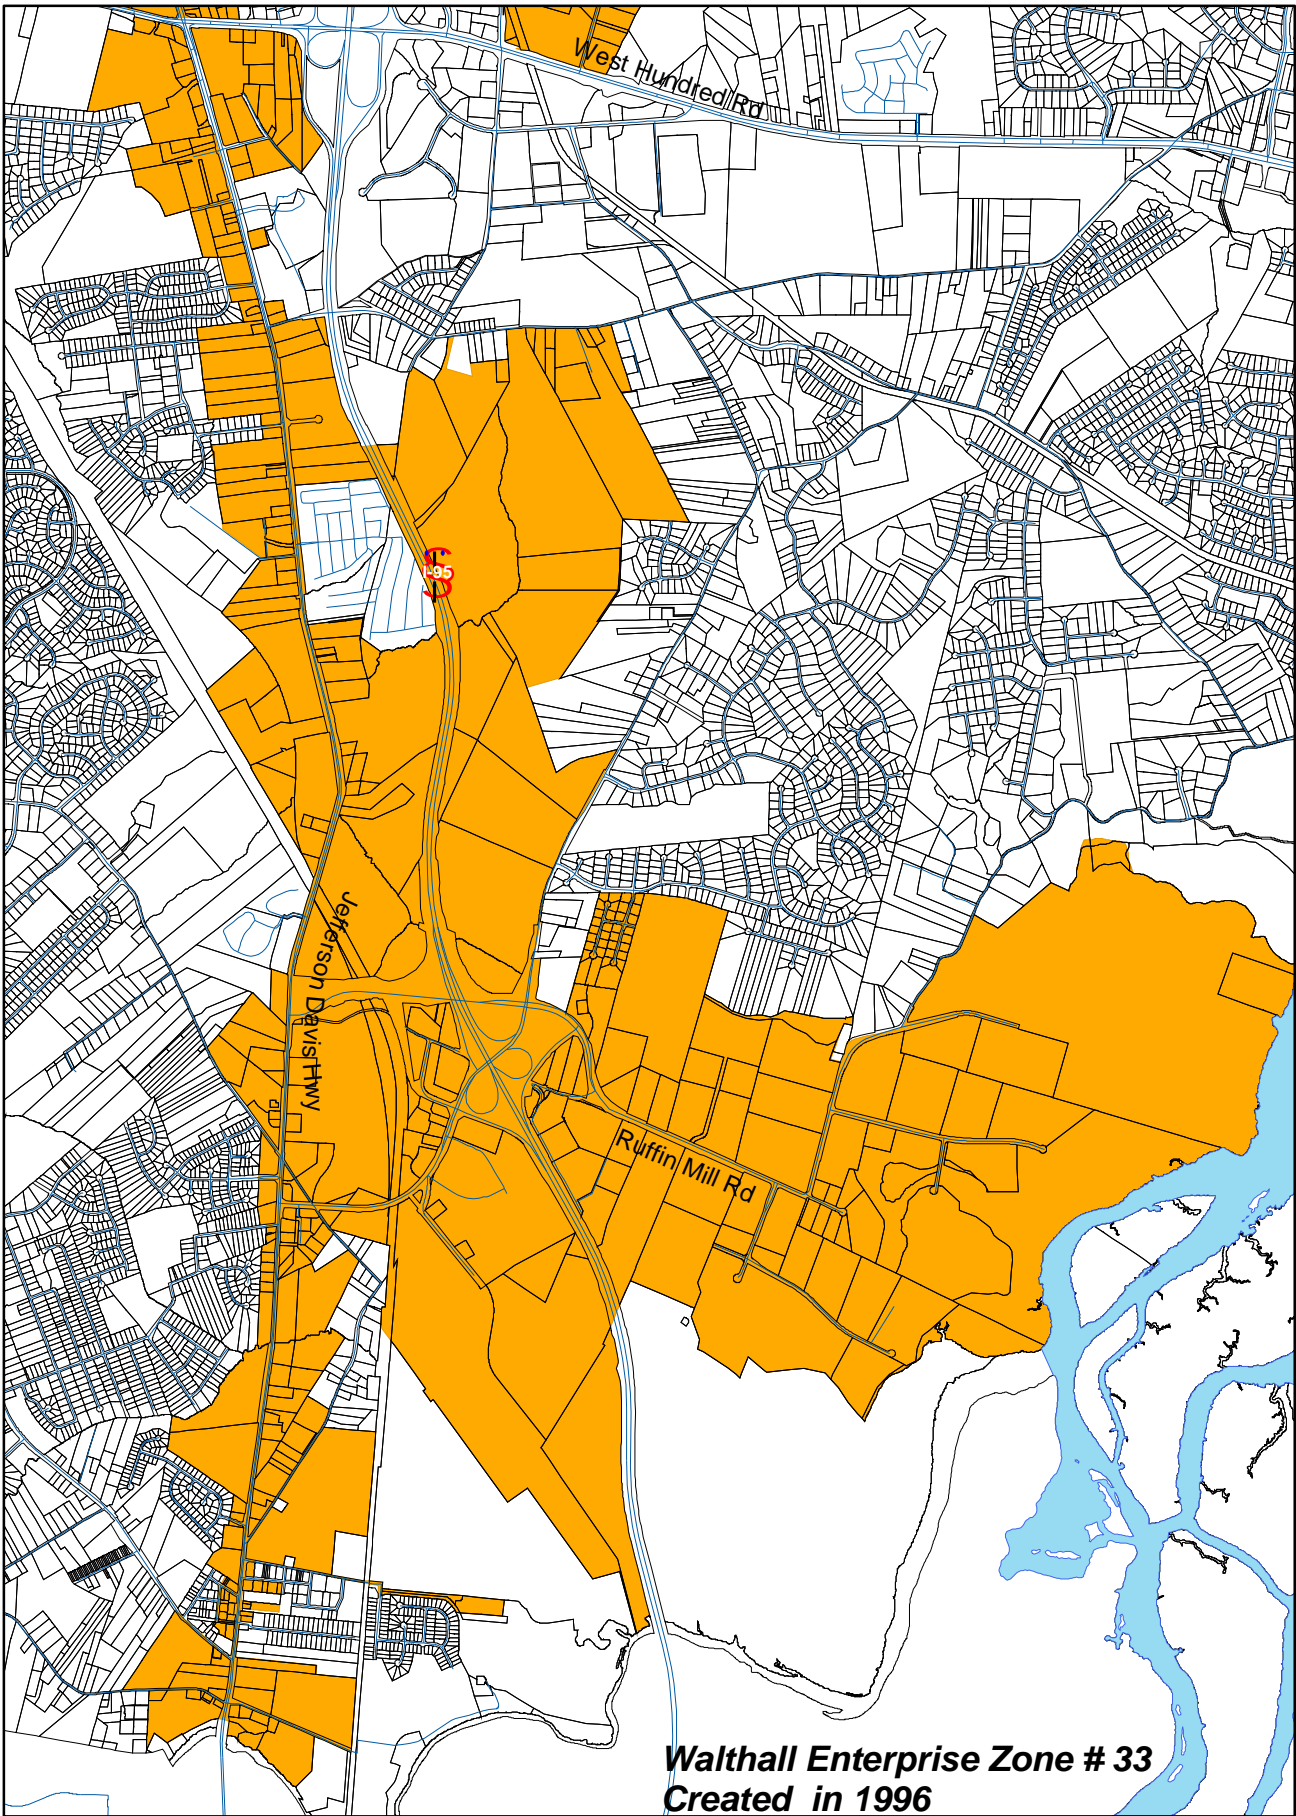 West Hundred Rd
I-95
Jefferson Davis Hwy
Ruffin Mill Rd
Walthall Enterprise Zone # 33
Created in 1996